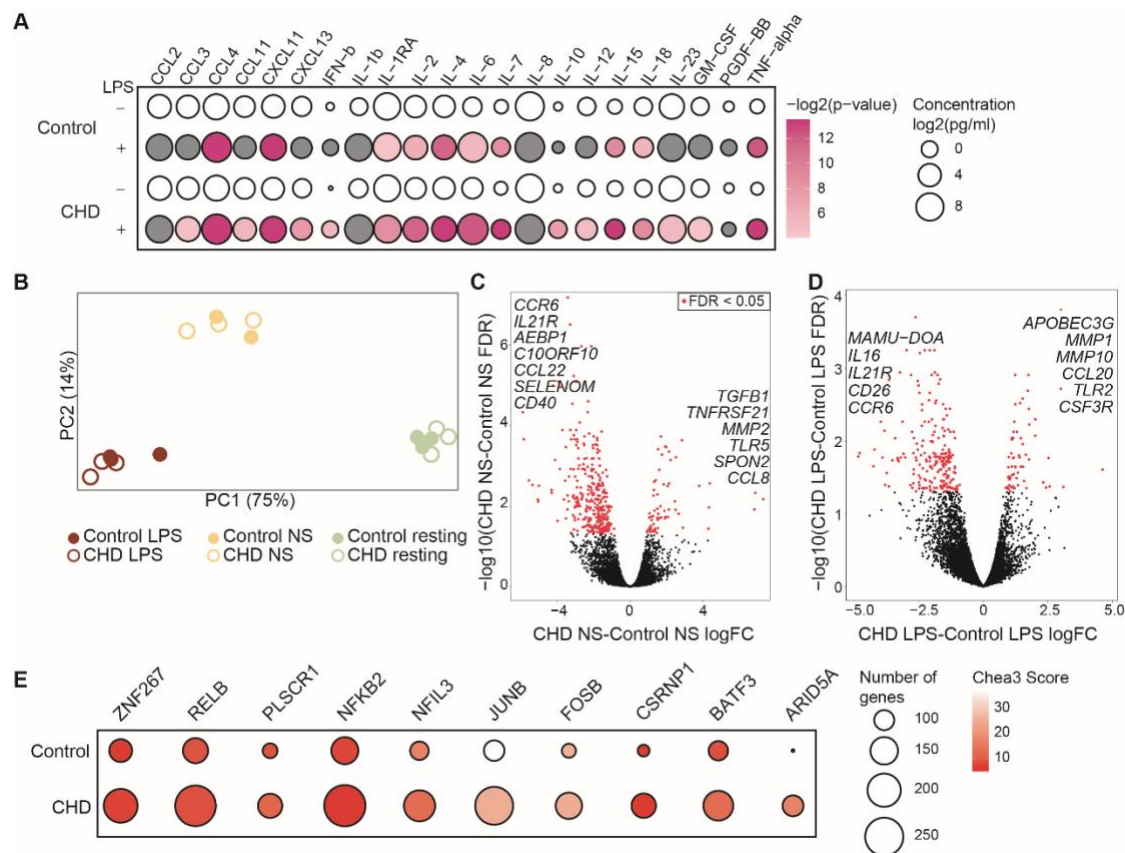 A
CCL2
CCL3
CCL4
CCL11
CXCL11
CXCL13
IFN-b
IL-1b
IL-1RA
IL-2
IL-4
IL-6
IL-7
IL-8
IL-10
IL-12
IL-15
IL-18
IL-23
GM-CSF
PGDF-BB
TNF-alpha
LPS
−
Control
+
−
CHD
+
−log2(p-value)
12
10
8
6
Concentration
log2(pg/ml)
0
4
8
B
PC2 (14%)
PC1 (75%)
Control LPS
Control NS
Control resting
CHD LPS
CHD NS
CHD resting
C
−log10(CHD NS-Control NS FDR)
6
4
2
0
FDR < 0.05
CCR6
IL21R
AEBP1
C10ORF10
CCL22
SELENOM
CD40
TGFB1
TNFRSF21
MMP2
TLR5
SPON2
CCL8
−4
0
4
CHD NS-Control NS logFC
D
−log10(CHD LPS-Control LPS FDR)
4
3
2
1
0
MAMU−DOA
IL16
IL21R
CD26
CCR6
APOBEC3G
MMP1
MMP10
CCL20
TLR2
CSF3R
−5.0
−2.5
0
2.5
5.0
CHD LPS-Control LPS logFC
E
ZNF267
RELB
PLSCR1
NFKB2
NFIL3
JUNB
FOSB
CSRNP1
BATF3
ARID5A
Control
CHD
Number of
genes
100
150
200
250
Chea3 Score
30
20
10